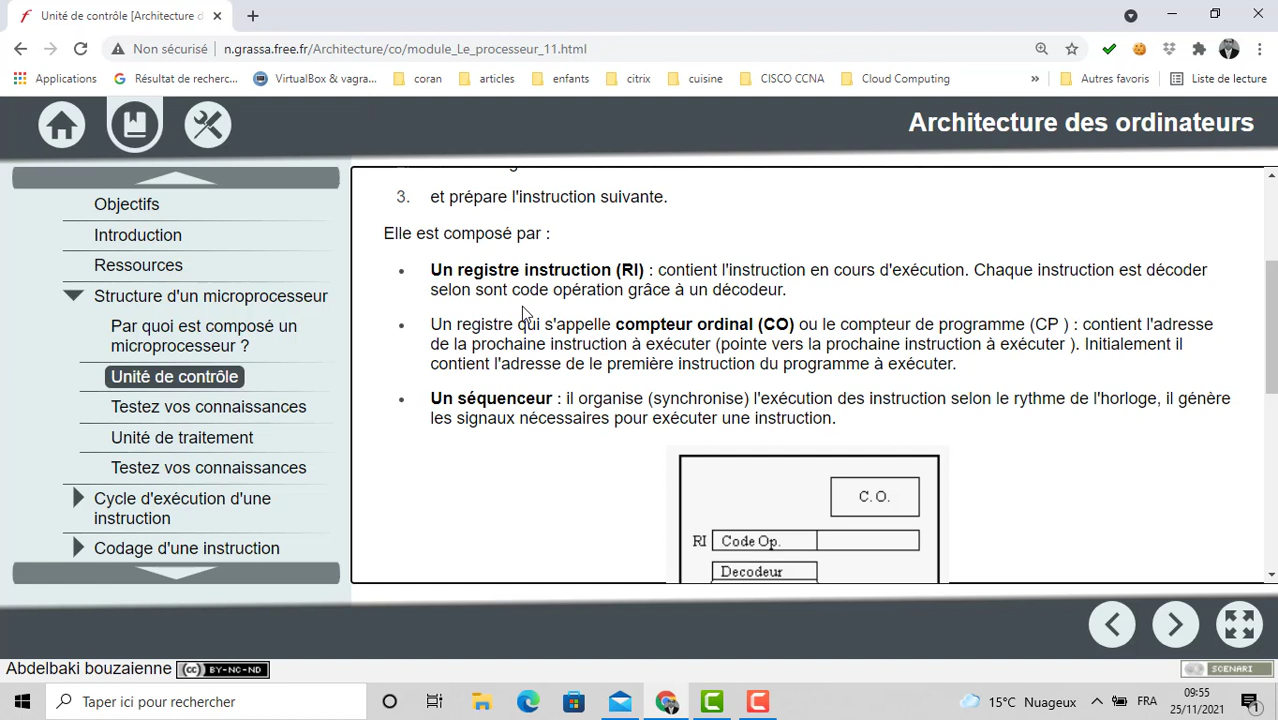 Unité de contrôle [Architecture d
Non sécurisé
n.grassa.free.fr/Architecture/co/module_Le_processeur_11.html
Applications
Résultat de recherc...
VirtualBox & vagra...
coran
articles
enfants
citrix
cuisine
CISCO CCNA
Cloud Computing
»
Autres favoris
Liste de lecture
Architecture des ordinateurs
Objectifs
Introduction
Ressources
Structure d'un microprocesseur
Par quoi est composé un
microprocesseur ?
Unité de contrôle
Testez vos connaissances
Unité de traitement
Testez vos connaissances
Cycle d'exécution d'une
instruction
Codage d'une instruction
3. et prépare l'instruction suivante.
Elle est composé par :
• Un registre instruction (RI) : contient l'instruction en cours d'exécution. Chaque instruction est décoder
selon sont code opération grâce à un décodeur.
• Un registre qui s'appelle compteur ordinal (CO) ou le compteur de programme (CP ) : contient l'adresse
de la prochaine instruction à exécuter (pointe vers la prochaine instruction à exécuter ). Initialement il
contient l'adresse de le première instruction du programme à exécuter.
• Un séquenceur : il organise (synchronise) l'exécution des instruction selon le rythme de l'horloge, il génère
les signaux nécessaires pour exécuter une instruction.
C. O.
RI Code Op.
Decodeur
Abdelbaki bouzaienne
cc BY-NC-ND
SCENARI
Taper ici pour rechercher
15°C Nuageux
FRA
09:55
25/11/2021
1